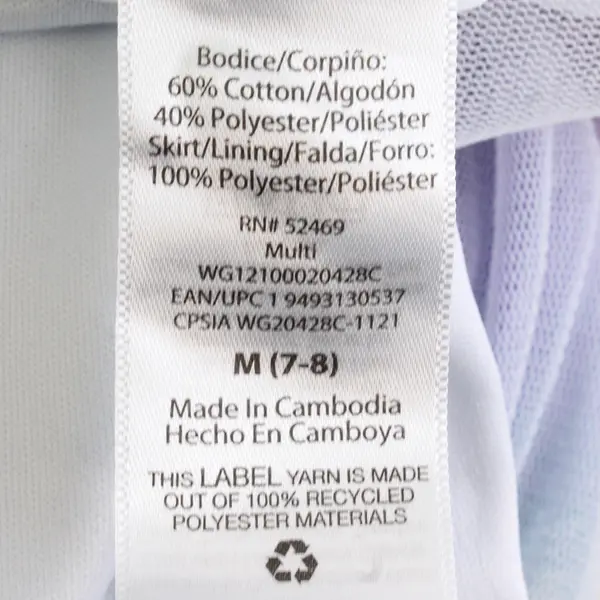 Bodice/Corpiño:
60% Cotton/Algodón
40% Polyester/Poliéster
Skirt/Lining/Falda/Forro:
100% Polyester/Poliéster
RN# 52469
Multi
WG12100020428C
EAN/UPC 1 9493130537
CPSIA WG20428C-1121
M (7-8)
Made In Cambodia
Hecho En Camboya
THIS LABEL YARN IS MADE
OUT OF 100% RECYCLED
POLYESTER MATERIALS